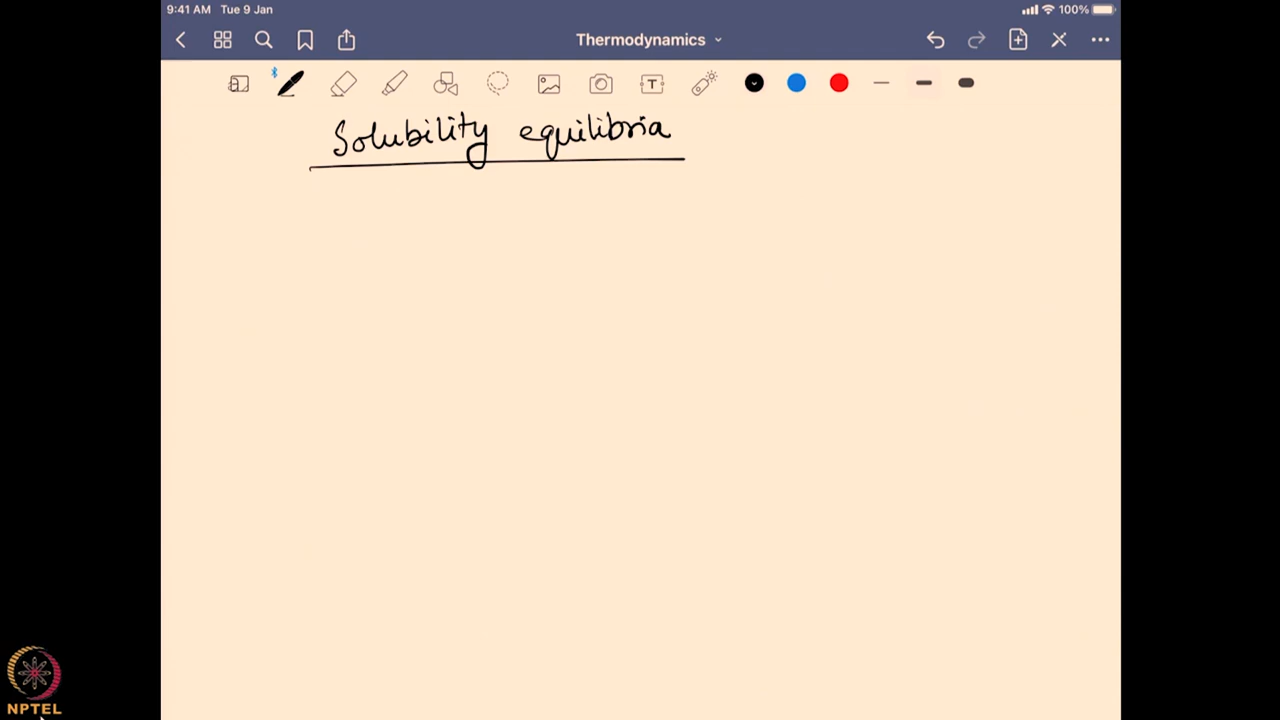 9:41 AM Tue 9 Jan
100%
Thermodynamics
T
Solubility equilibria
NPTEL